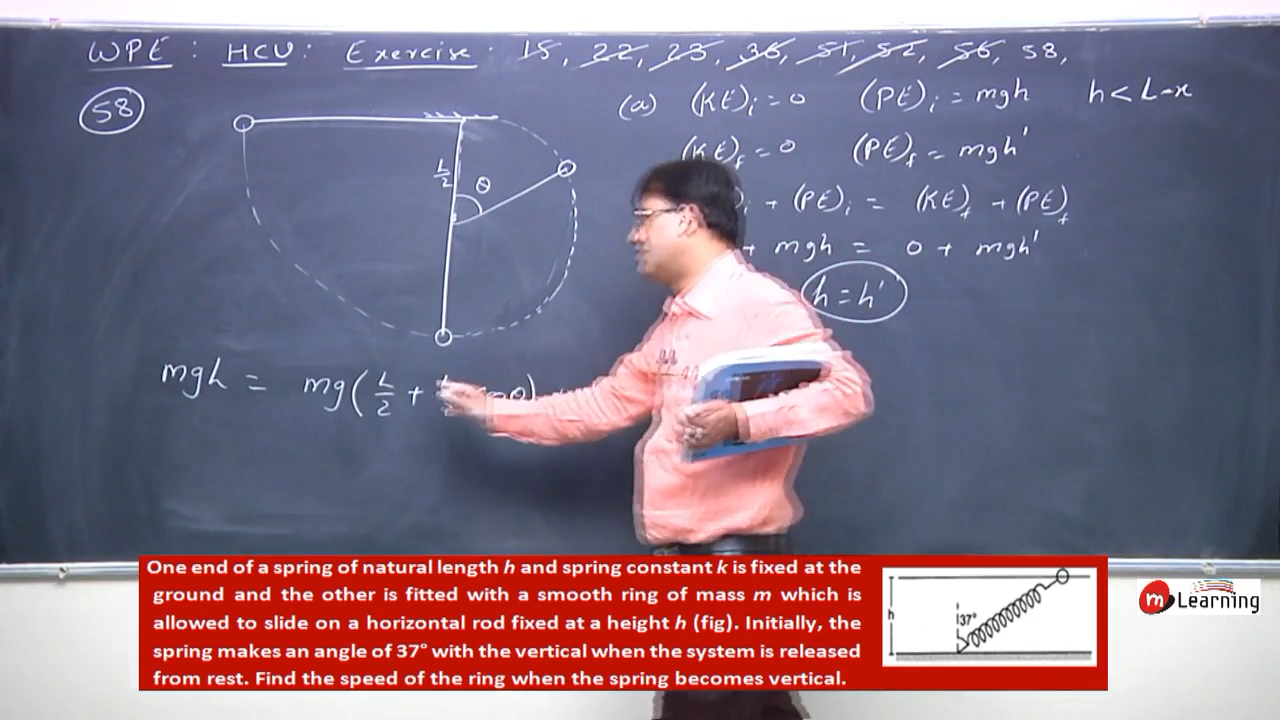 WPE : HCV : Exercise : 15, 22, 23, 36, 51, 52, 56, 58,
58
L/2
θ
(a) (KE)i = 0 (PE)i = mgh h < L-x
(KE)f = 0 (PE)f = mgh'
+ (PE)i = (KE)f + (PE)f
+ mgh = 0 + mgh'
h = h'
mgh = mg(L/2 +
One end of a spring of natural length h and spring constant k is fixed at the
ground and the other is fitted with a smooth ring of mass m which is
allowed to slide on a horizontal rod fixed at a height h (fig). Initially, the
spring makes an angle of 37° with the vertical when the system is released
from rest. Find the speed of the ring when the spring becomes vertical.
h
37°
m Learning